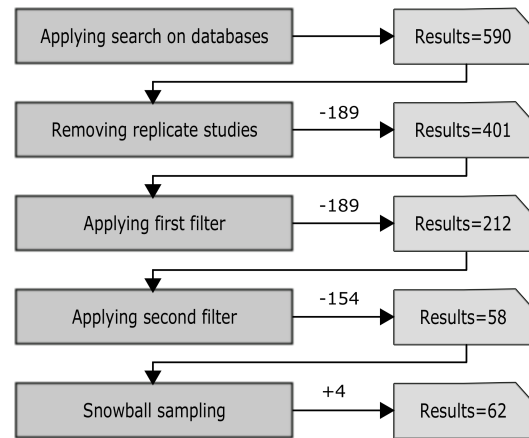 Applying search on databases
Results=590
Removing replicate studies
-189
Results=401
Applying first filter
-189
Results=212
Applying second filter
-154
Results=58
Snowball sampling
+4
Results=62